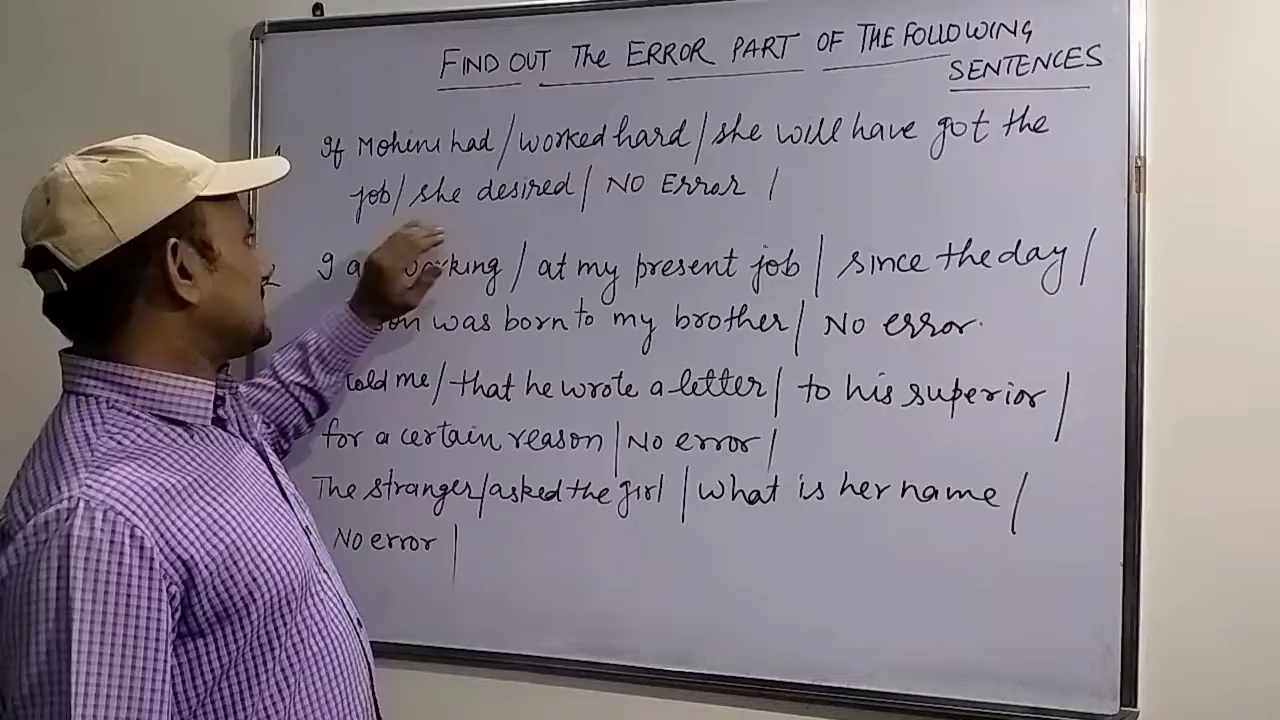 FIND OUT The ERROR PART OF THE FOLLOWING
SENTENCES
If Mohini had / worked hard / she will have got the
job / she desired / NO Error /
I king / at my present job / since the day /
was born to my brother / No error.
told me / that he wrote a letter / to his superior /
for a certain reason / No error /
The stranger / asked the girl / what is her name /
No error /